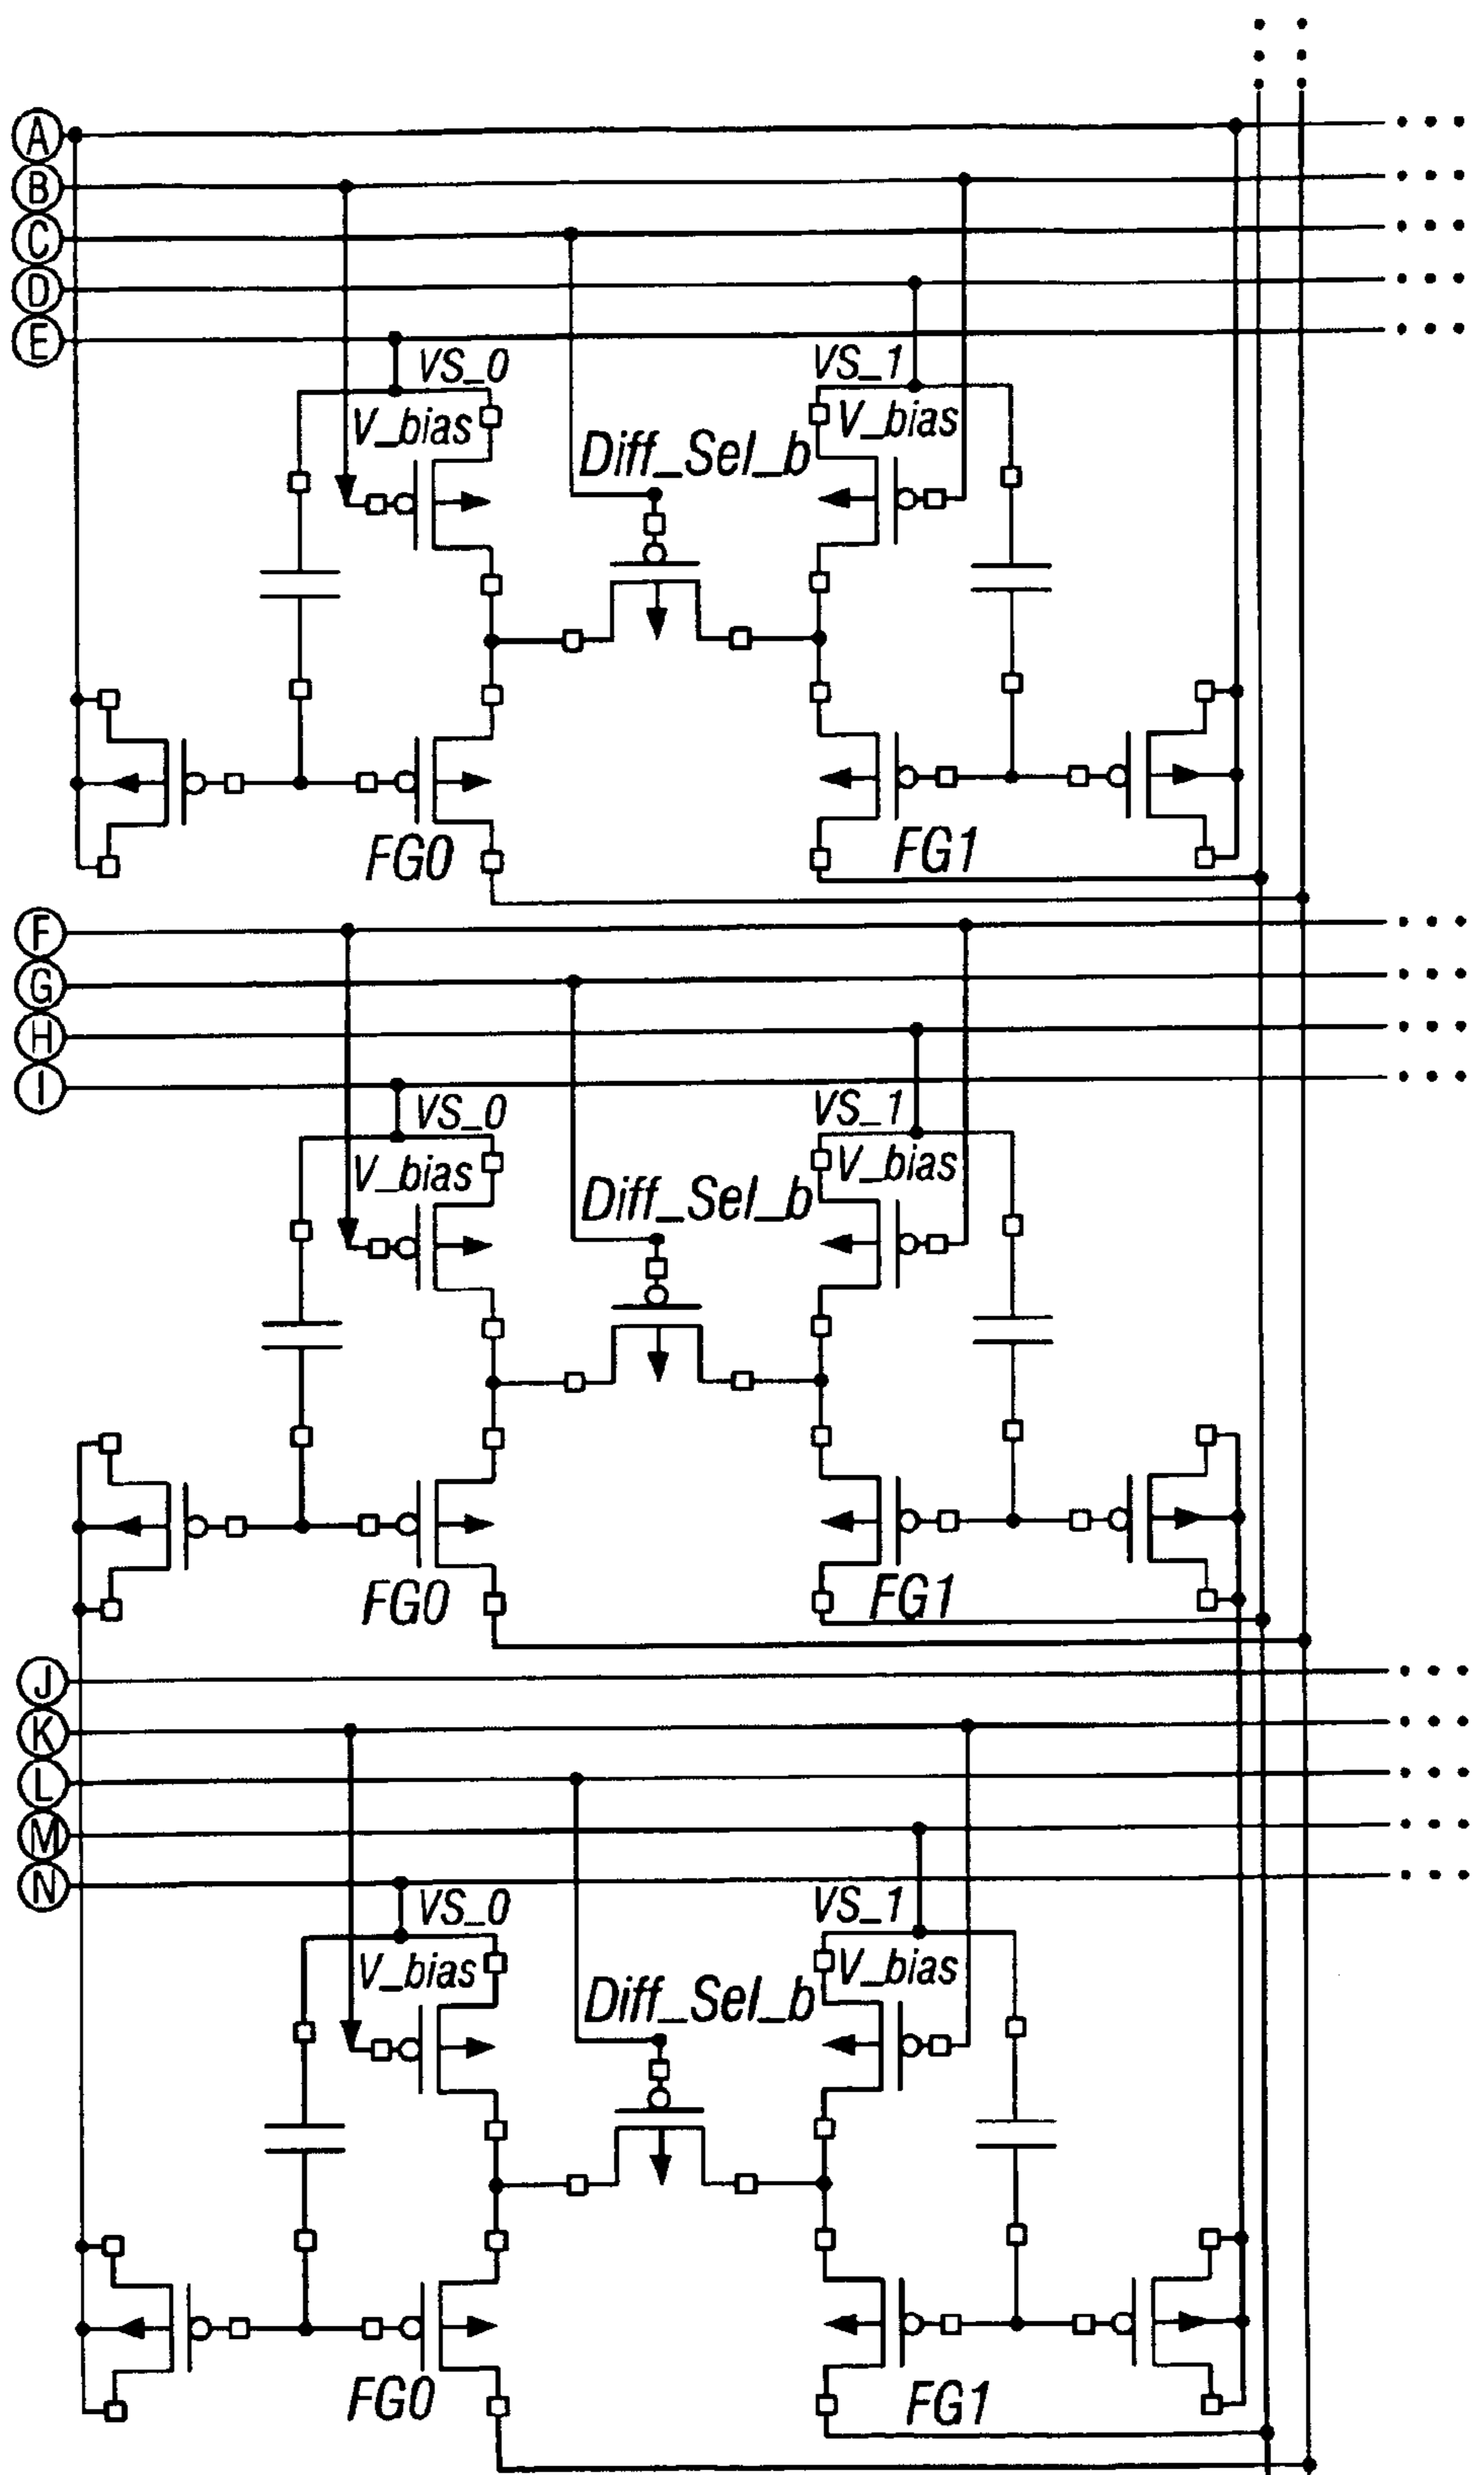 A
B
C
D
E
VS_0
VS_1
V_bias
V_bias
Diff_Sel_b
FG0
FG1
F
G
H
I
VS_0
VS_1
V_bias
V_bias
Diff_Sel_b
FG0
FG1
J
K
L
M
N
VS_0
VS_1
V_bias
V_bias
Diff_Sel_b
FG0
FG1